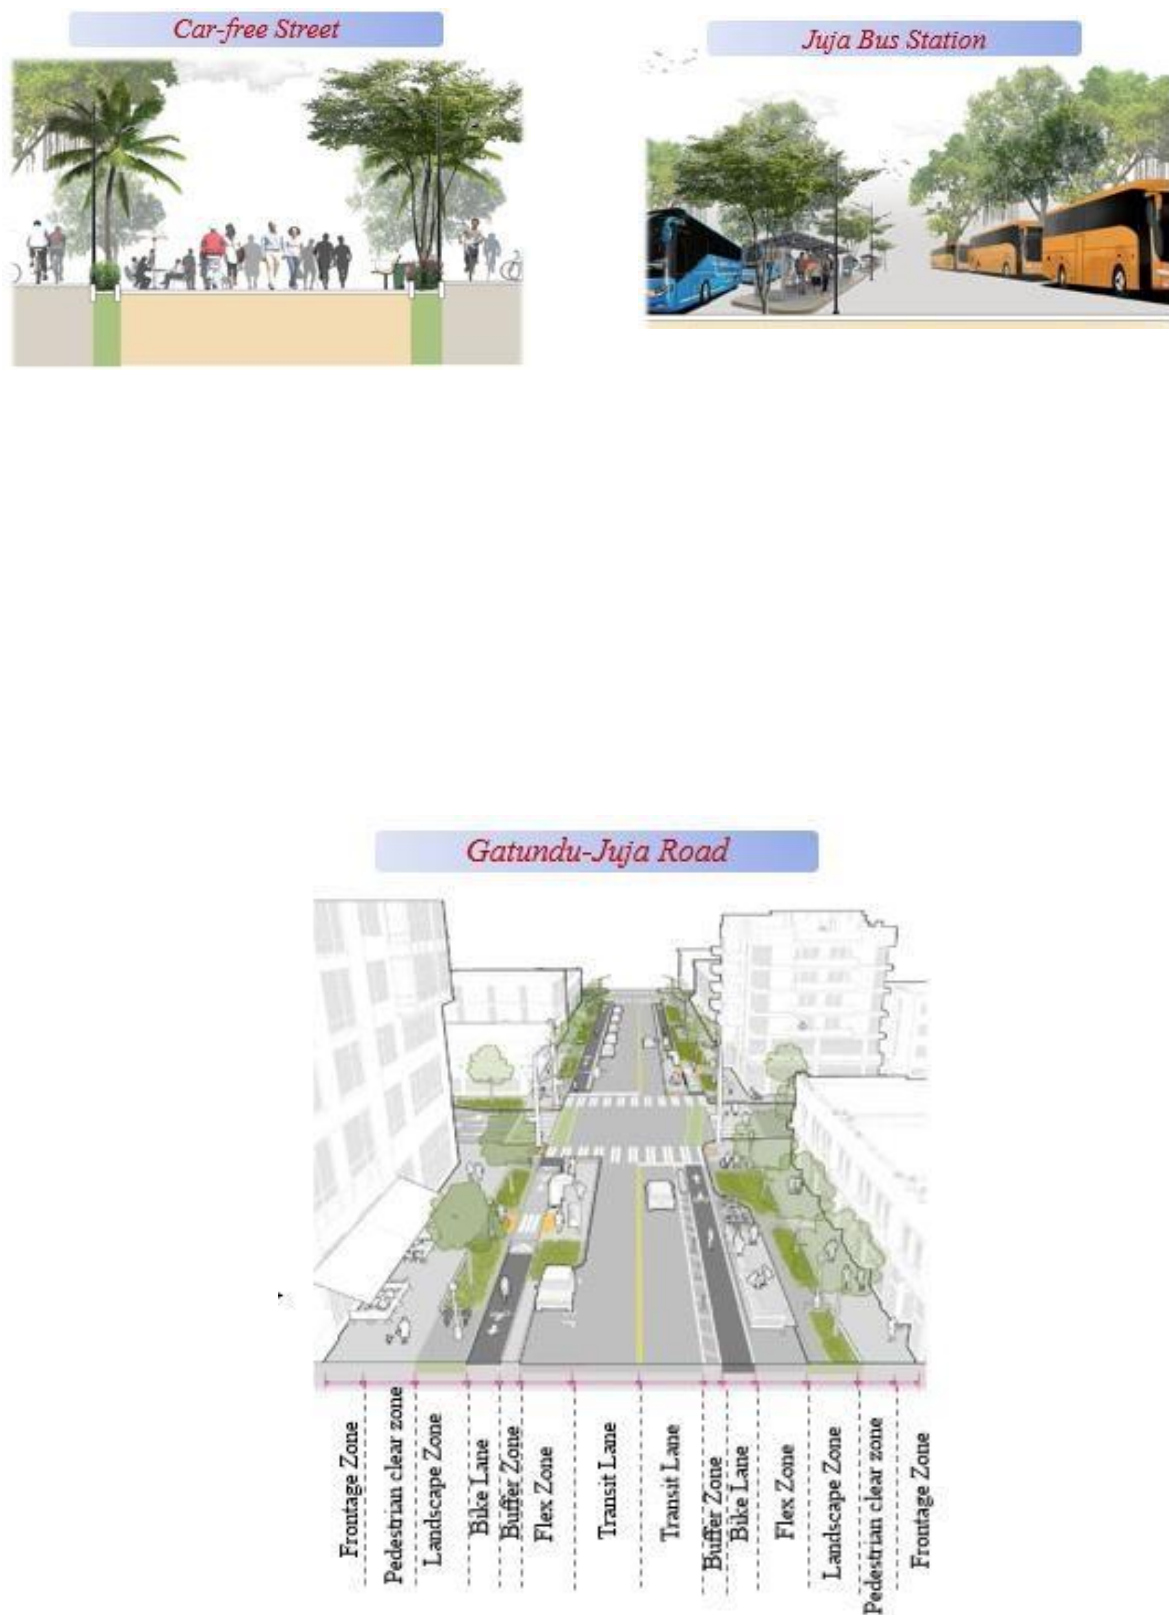 Car-free Street
Juja Bus Station
Gatundu-Juja Road
Frontage Zone
Pedestrian clear zone
Landscape Zone
Bike Lane
Buffer Zone
Flex Zone
Transit Lane
Transit Lane
Buffer Zone
Bike Lane
Flex Zone
Landscape Zone
Pedestrian clear zone
Frontage Zone